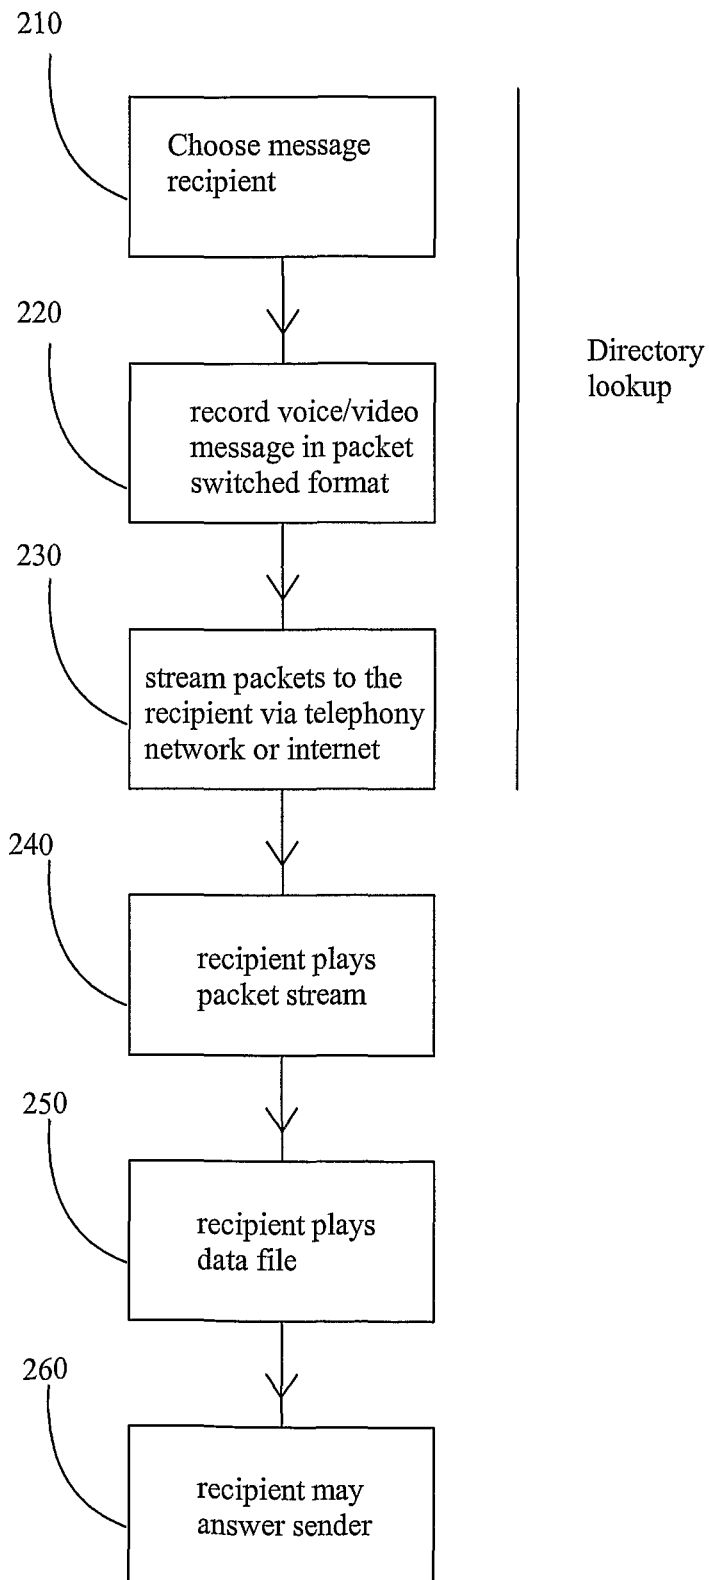 210
Choose message
recipient
220
Directory
lookup
record voice/video
message in packet
switched format
230
stream packets to the
recipient via telephony
network or internet
240
recipient plays
packet stream
250
recipient plays
data file
260
recipient may
answer sender